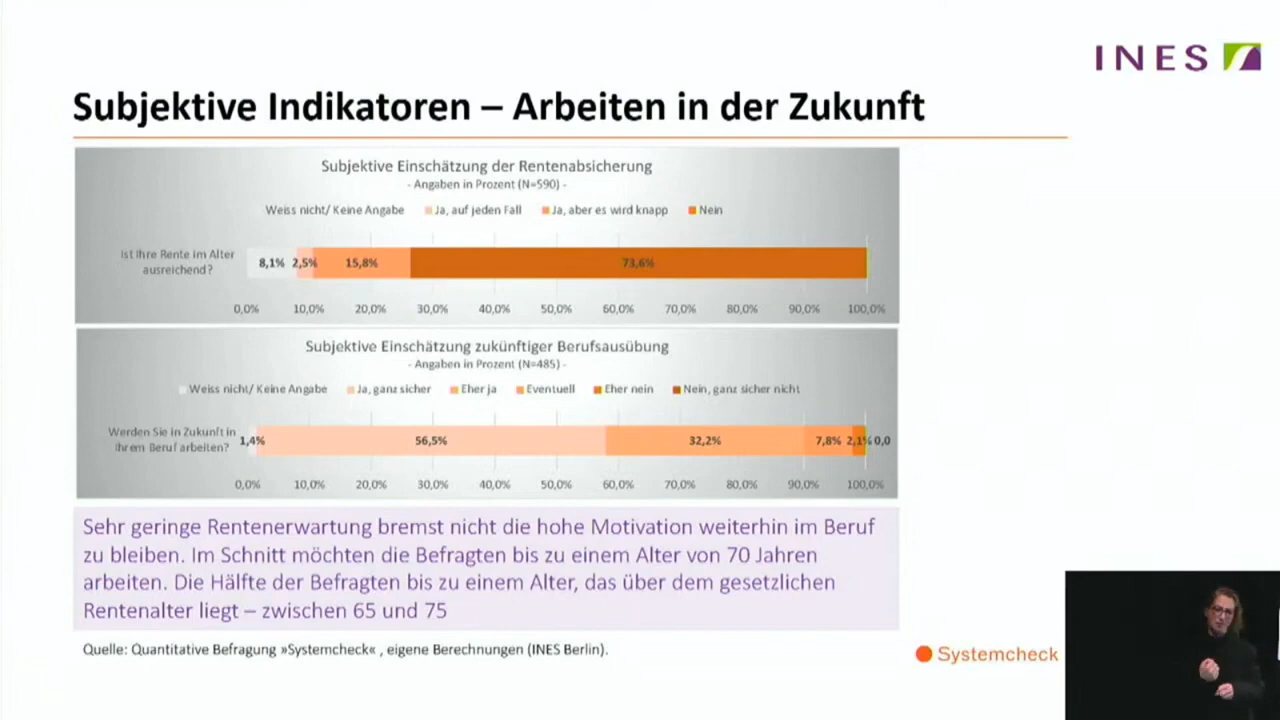 INES
Subjektive Indikatoren – Arbeiten in der Zukunft
Subjektive Einschätzung der Rentenabsicherung
- Angaben in Prozent (N=590) -
Weiss nicht/ Keine Angabe Ja, auf jeden Fall Ja, aber es wird knapp Nein
Ist Ihre Rente im Alter
ausreichend?
8,1% 2,5% 15,8% 73,6%
0,0% 10,0% 20,0% 30,0% 40,0% 50,0% 60,0% 70,0% 80,0% 90,0% 100,0%
Subjektive Einschätzung zukünftiger Berufsausübung
- Angaben in Prozent (N=485) -
Weiss nicht/ Keine Angabe Ja, ganz sicher Eher ja Eventuell Eher nein Nein, ganz sicher nicht
Werden Sie in Zukunft in
Ihrem Beruf arbeiten?
1,4% 56,5% 32,2% 7,8% 2,1% 0,0
0,0% 10,0% 20,0% 30,0% 40,0% 50,0% 60,0% 70,0% 80,0% 90,0% 100,0%
Sehr geringe Rentenerwartung bremst nicht die hohe Motivation weiterhin im Beruf
zu bleiben. Im Schnitt möchten die Befragten bis zu einem Alter von 70 Jahren
arbeiten. Die Hälfte der Befragten bis zu einem Alter, das über dem gesetzlichen
Rentenalter liegt – zwischen 65 und 75
Quelle: Quantitative Befragung »Systemcheck« , eigene Berechnungen (INES Berlin).
Systemcheck